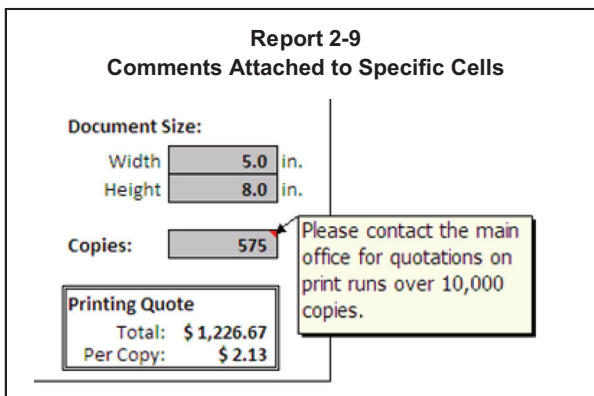 Report 2-9
Comments Attached to Specific Cells
Document Size:
Width 5.0 in.
Height 8.0 in.
Copies: 575
Please contact the main
office for quotations on
print runs over 10,000
copies.
Printing Quote
Total: $ 1,226.67
Per Copy: $ 2.13